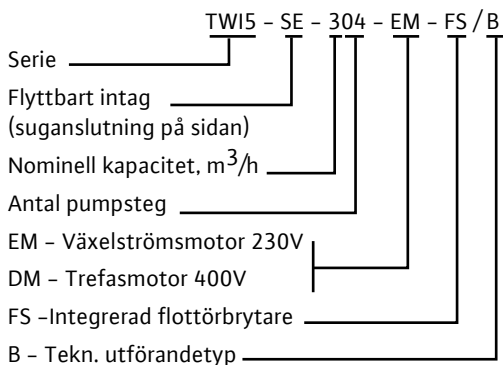 TWI5 - SE - 304 - EM - FS / B
Serie
Flyttbart intag
(suganslutning på sidan)
Nominell kapacitet, m³/h
Antal pumpsteg
EM – Växelströmsmotor 230V
DM – Trefasmotor 400V
FS –Integrerad flottörbrytare
B – Tekn. utförandetyp